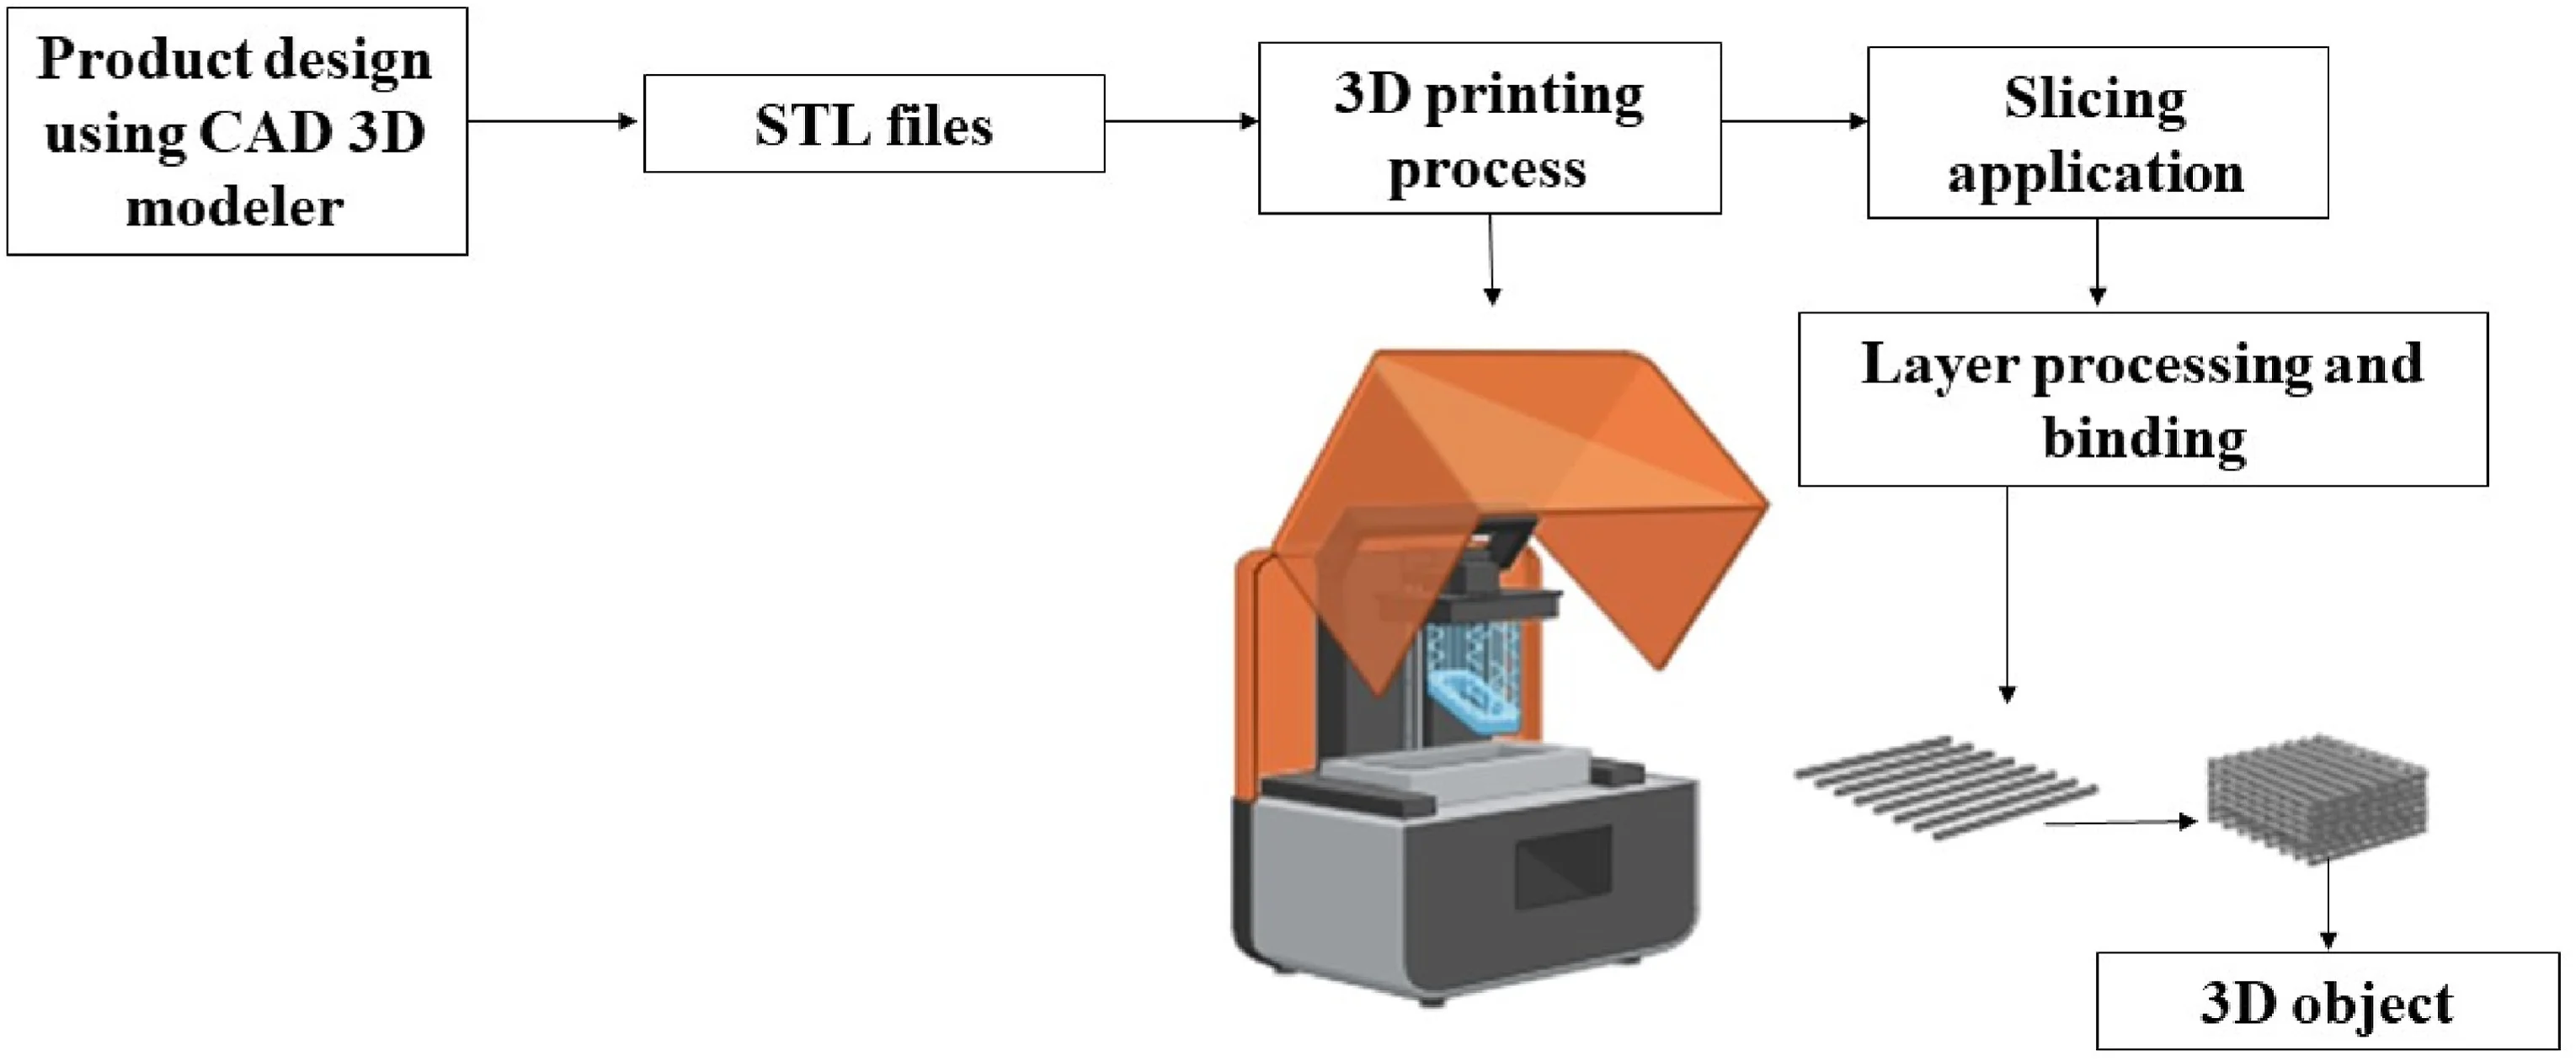 Product design
using CAD 3D
modeler
STL files
3D printing
process
Slicing
application
Layer processing and
binding
3D object